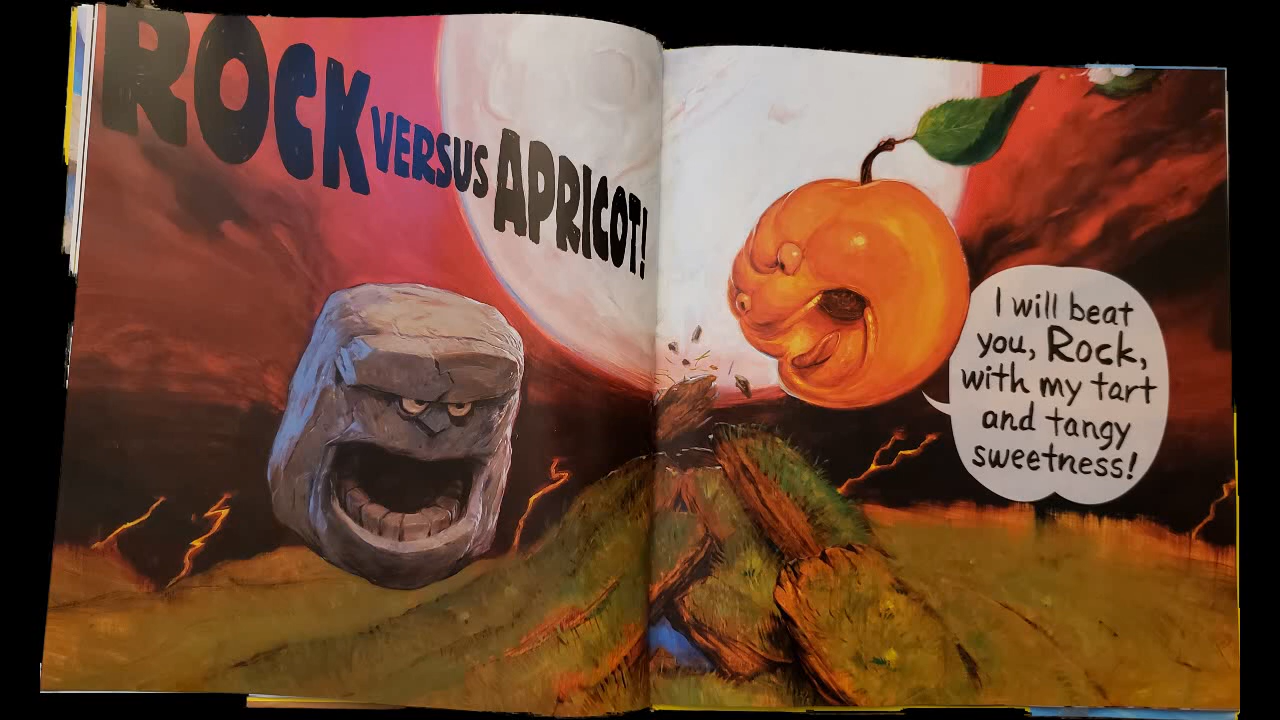 ROCK VERSUS APRICOT!
I will beat
you, Rock,
with my tart
and tangy
sweetness!